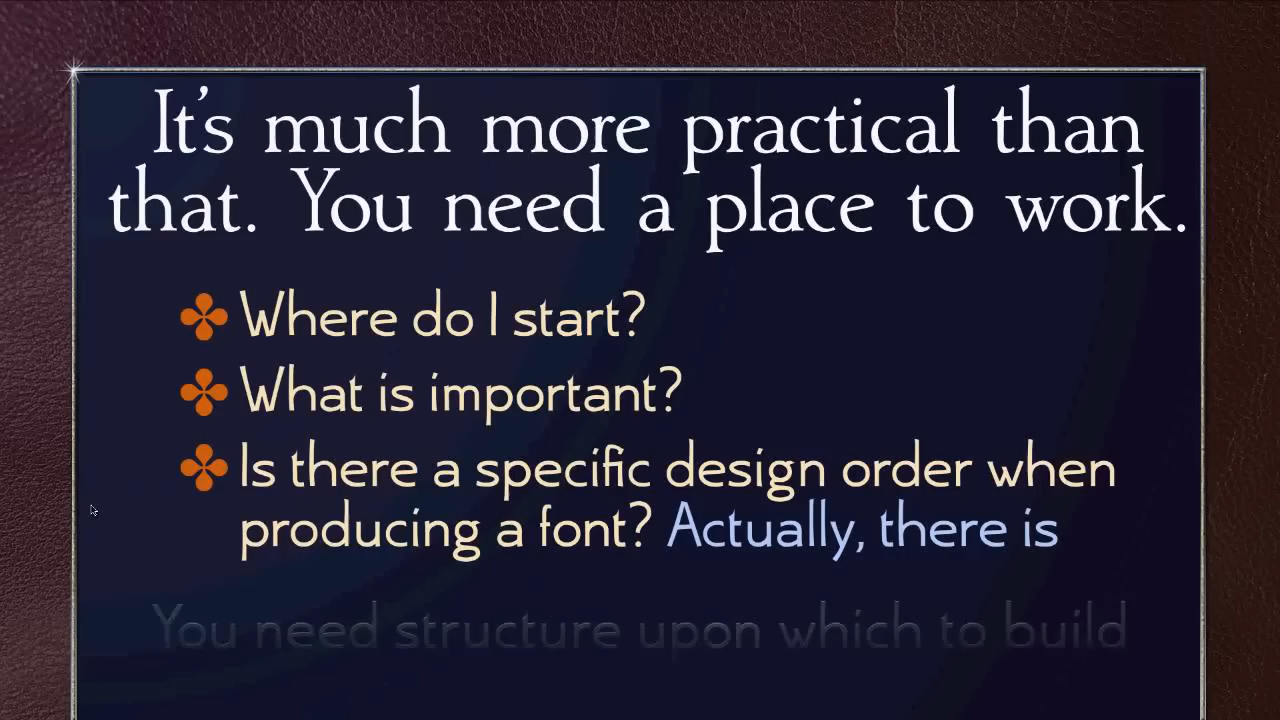 It's much more practical than
that. You need a place to work.
Where do I start?
What is important?
Is there a specific design order when
producing a font? Actually, there is
You need structure upon which to build